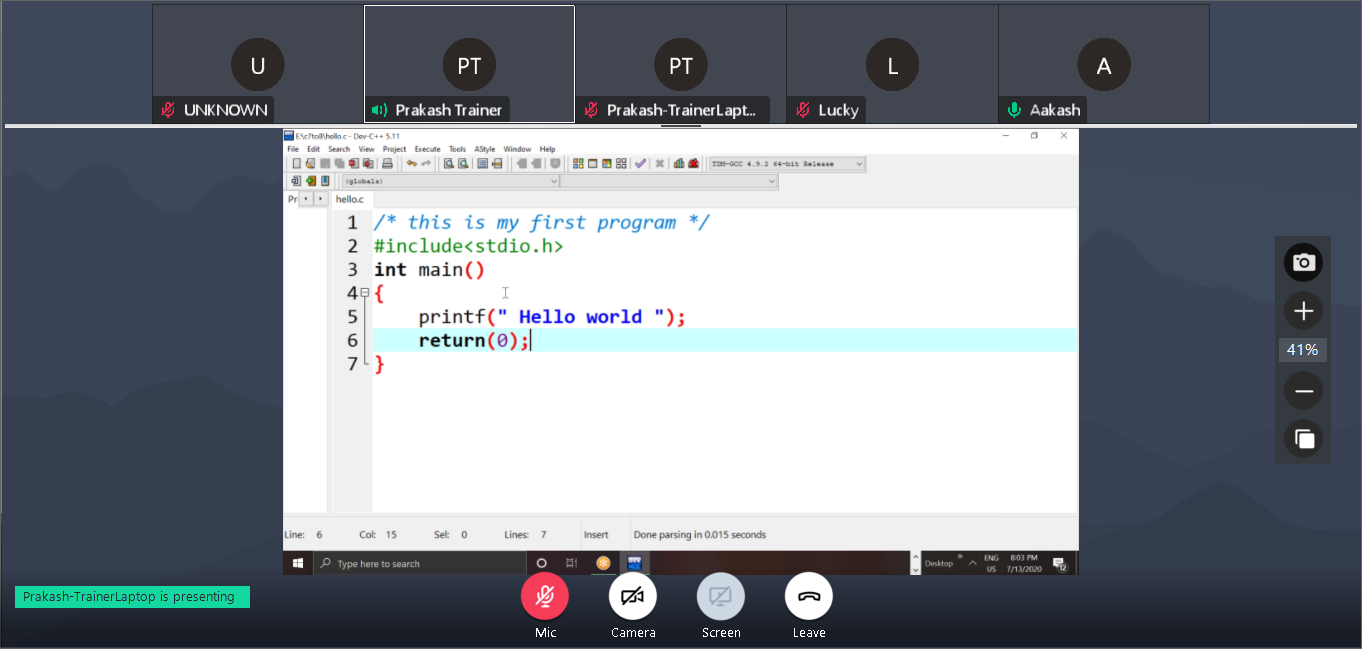 U
PT
PT
L
A
UNKNOWN
Prakash Trainer
Prakash-TrainerLapt...
Lucky
Aakash
E:\c7to8\hello.c - Dev-C++ 5.11
File Edit Search View Project Execute Tools AStyle Window Help
TDM-GCC 4.9.2 64-bit Release
(globals)
Pr
hello.c
1 /* this is my first program */
2 #include<stdio.h>
3 int main()
4 {
5 printf(" Hello world ");
6 return(0);
7 }
41%
Line: 6 Col: 15 Sel: 0 Lines: 7 Insert Done parsing in 0.015 seconds
Type here to search
DEV
Desktop
»
ENG
US
8:03 PM
7/13/2020
12
Prakash-TrainerLaptop is presenting
Mic
Camera
Screen
Leave